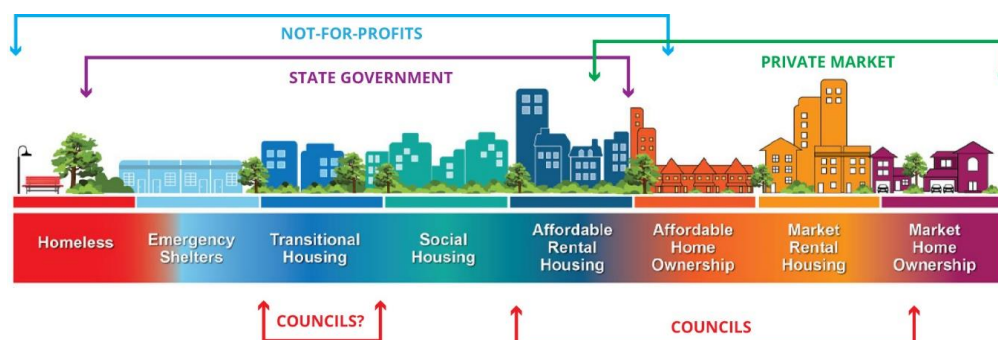 NOT-FOR-PROFITS
STATE GOVERNMENT
PRIVATE MARKET
Homeless
Emergency
Shelters
Transitional
Housing
Social
Housing
Affordable
Rental
Housing
Affordable
Home
Ownership
Market
Rental
Housing
Market
Home
Ownership
COUNCILS?
COUNCILS